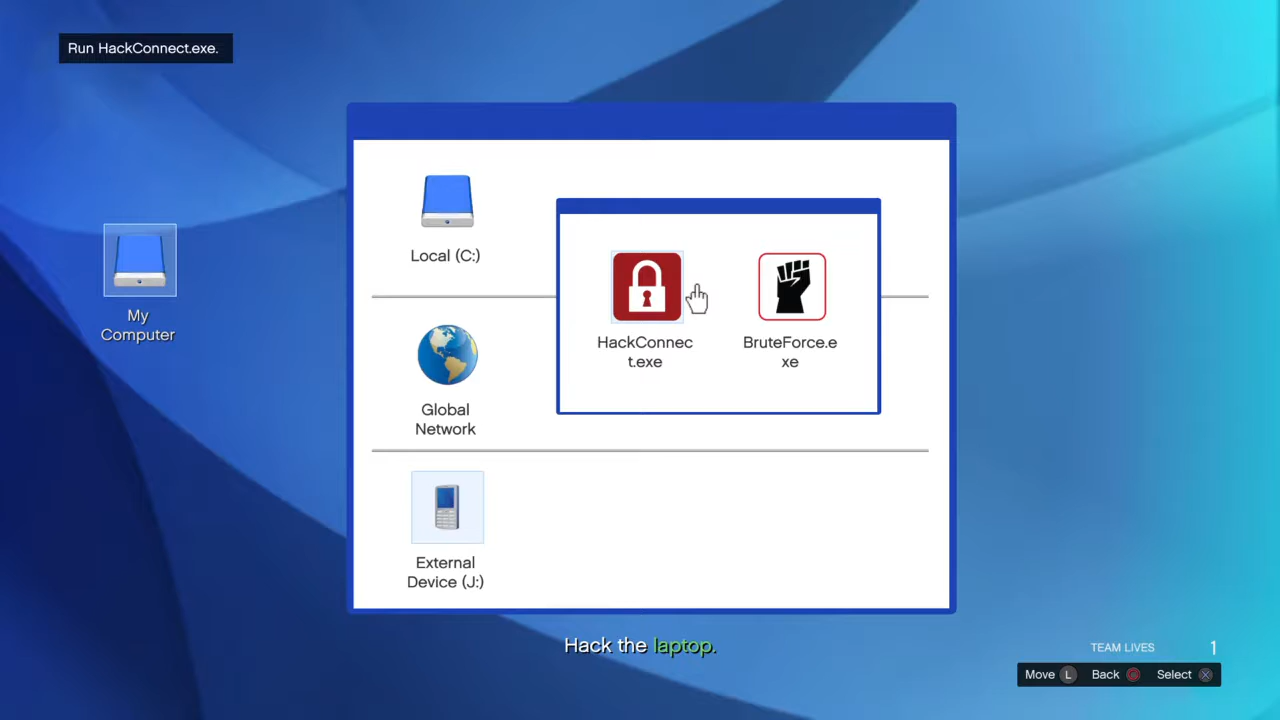 Run HackConnect.exe.
Local (C:)
HackConnec
t.exe
BruteForce.e
xe
My
Computer
Global
Network
External
Device (J:)
Hack the laptop.
TEAM LIVES 1
Move L Back Select